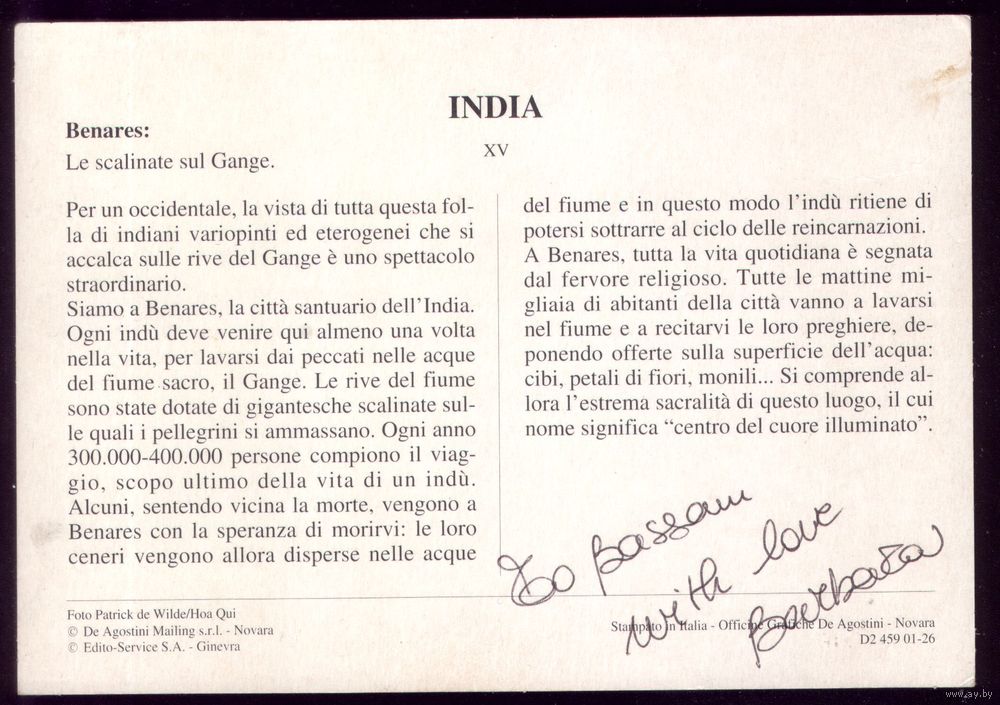 INDIA
XV
Benares:
Le scalinate sul Gange.
Per un occidentale, la vista di tutta questa fol-
la di indiani variopinti ed eterogenei che si
accalca sulle rive del Gange è uno spettacolo
straordinario.
Siamo a Benares, la città santuario dell'India.
Ogni indù deve venire qui almeno una volta
nella vita, per lavarsi dai peccati nelle acque
del fiume sacro, il Gange. Le rive del fiume
sono state dotate di gigantesche scalinate sul-
le quali i pellegrini si ammassano. Ogni anno
300.000-400.000 persone compiono il viag-
gio, scopo ultimo della vita di un indù.
Alcuni, sentendo vicina la morte, vengono a
Benares con la speranza di morirvi: le loro
ceneri vengono allora disperse nelle acque
del fiume e in questo modo l'indù ritiene di
potersi sottrarre al ciclo delle reincarnazioni.
A Benares, tutta la vita quotidiana è segnata
dal fervore religioso. Tutte le mattine mi-
gliaia di abitanti della città vanno a lavarsi
nel fiume e a recitarvi le loro preghiere, de-
ponendo offerte sulla superficie dell'acqua:
cibi, petali di fiori, monili... Si comprende al-
lora l'estrema sacralità di questo luogo, il cui
nome significa "centro del cuore illuminato".
To Bassam
with love
Barbara
Foto Patrick de Wilde/Hoa Qui
© De Agostini Mailing s.r.l. - Novara
© Edito-Service S.A. - Ginevra
Stampato in Italia - Officine Grafiche De Agostini - Novara
D2 459 01-26
www.ay.by